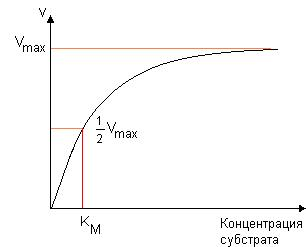 v
Vmax
1/2 Vmax
KM
Концентрация
субстрата